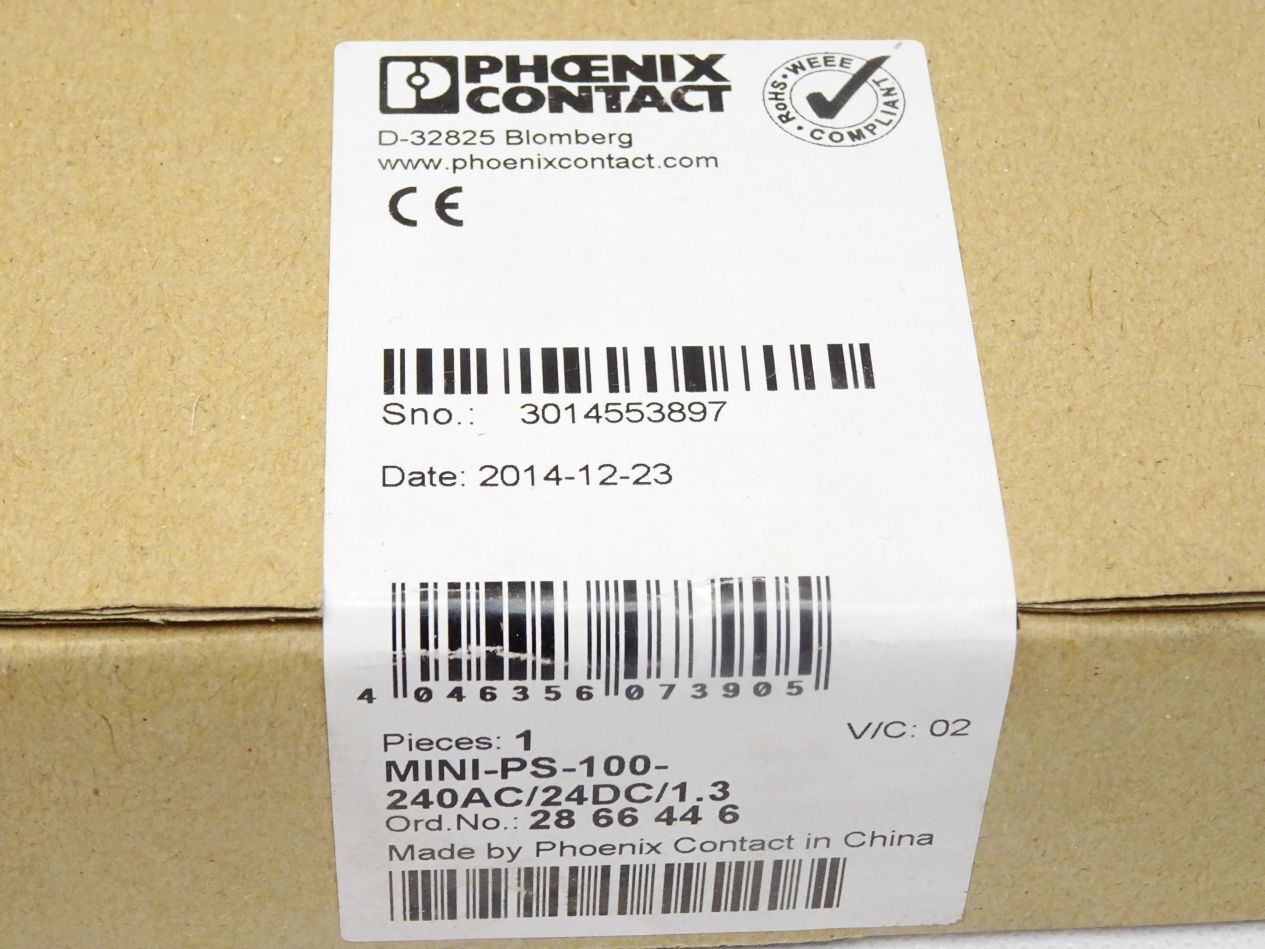 PHŒNIX
CONTACT
WEEE
RoHS
COMPLIANT
D-32825 Blomberg
www.phoenixcontact.com
CE
Sno.: 3014553897
Date: 2014-12-23
4 046356 073905
Pieces: 1
V/C: 02
MINI-PS-100-
240AC/24DC/1.3
Ord.No.: 28 66 44 6
Made by Phoenix Contact in China